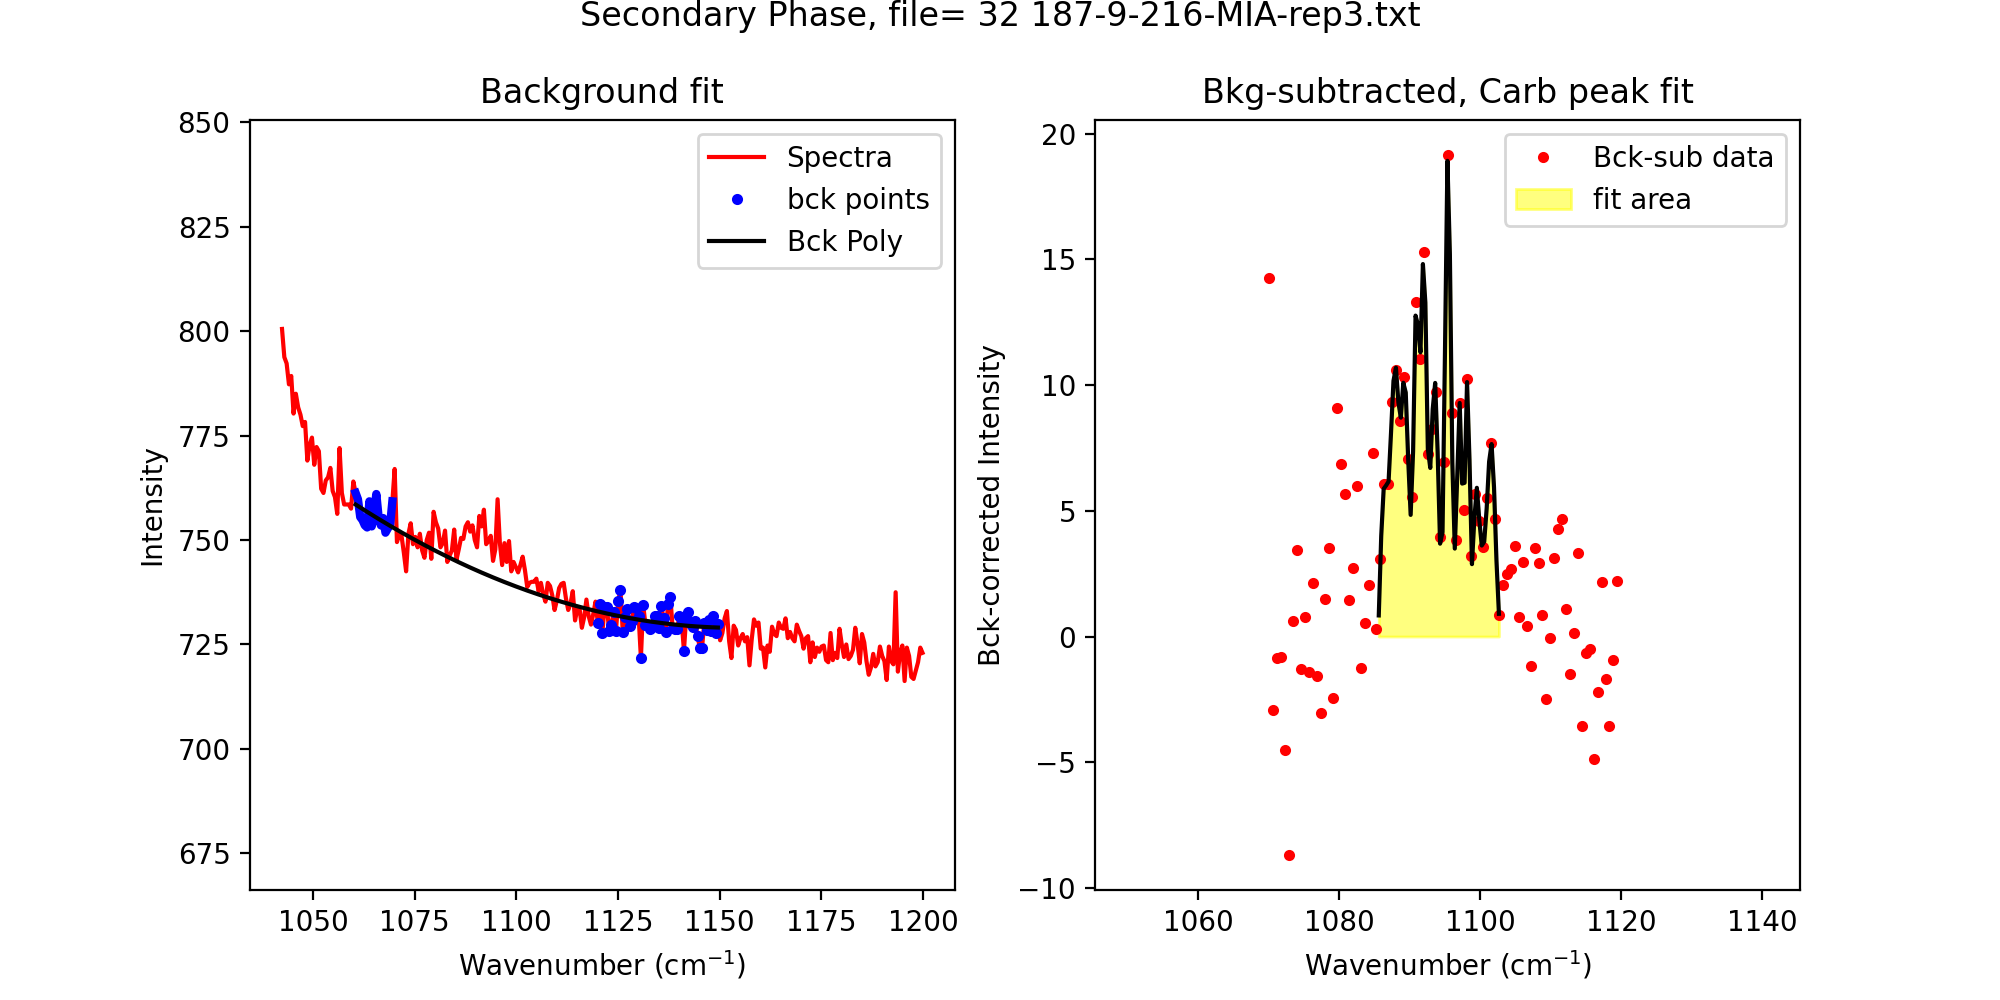 Secondary Phase, file= 32 187-9-216-MIA-rep3.txt
Background fit
850
825
800
775
750
725
700
675
Intensity
Spectra
bck points
Bck Poly
1050 1075 1100 1125 1150 1175 1200
Wavenumber (cm⁻¹)
Bkg-subtracted, Carb peak fit
20
15
10
5
0
−5
−10
Bck-corrected Intensity
Bck-sub data
fit area
1060 1080 1100 1120 1140
Wavenumber (cm⁻¹)